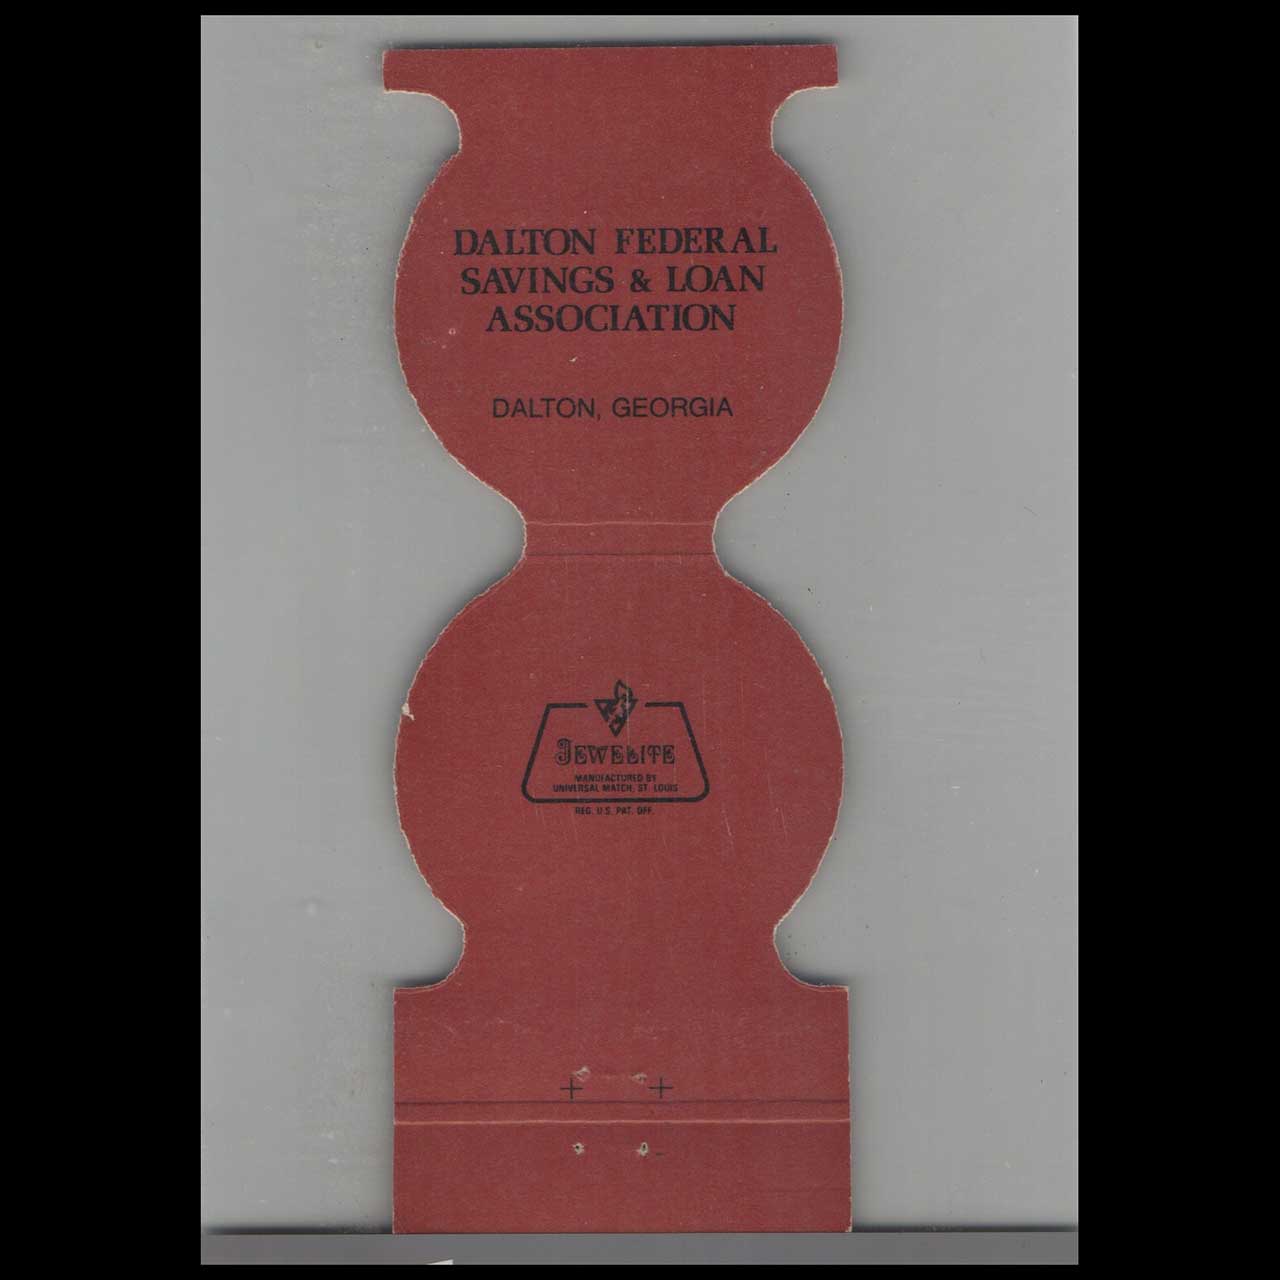 DALTON FEDERAL
SAVINGS & LOAN
ASSOCIATION
DALTON, GEORGIA
JEWELITE
MANUFACTURED BY
UNIVERSAL MATCH, ST. LOUIS
REG. U.S. PAT. OFF.